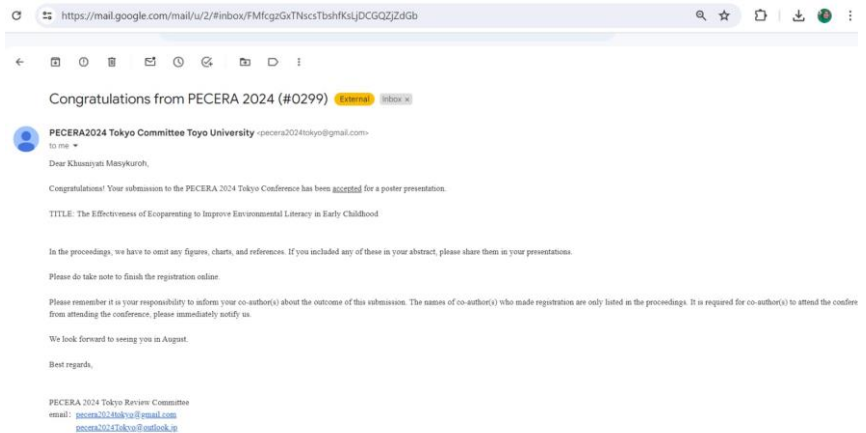 https://mail.google.com/mail/u/2/#inbox/FMfcgzGxTNscsTbshfKsLjDCGQZjZdGb
Congratulations from PECERA 2024 (#0299) External Inbox x
PECERA2024 Tokyo Committee Toyo University <pecera2024tokyo@gmail.com>
to me
Dear Khusniyati Masykuroh,
Congratulations! Your submission to the PECERA 2024 Tokyo Conference has been accepted for a poster presentation.
TITLE: The Effectiveness of Ecoparenting to Improve Environmental Literacy in Early Childhood
In the proceedings, we have to omit any figures, charts, and references. If you included any of these in your abstract, please share them in your presentations.
Please do take note to finish the registration online.
Please remember it is your responsibility to inform your co-author(s) about the outcome of this submission. The names of co-author(s) who made registration are only listed in the proceedings. It is required for co-author(s) to attend the confere
from attending the conference, please immediately notify us.
We look forward to seeing you in August.
Best regards,
PECERA 2024 Tokyo Review Committee
email: pecera2024tokyo@gmail.com
pecera2024Tokyo@outlook.jp